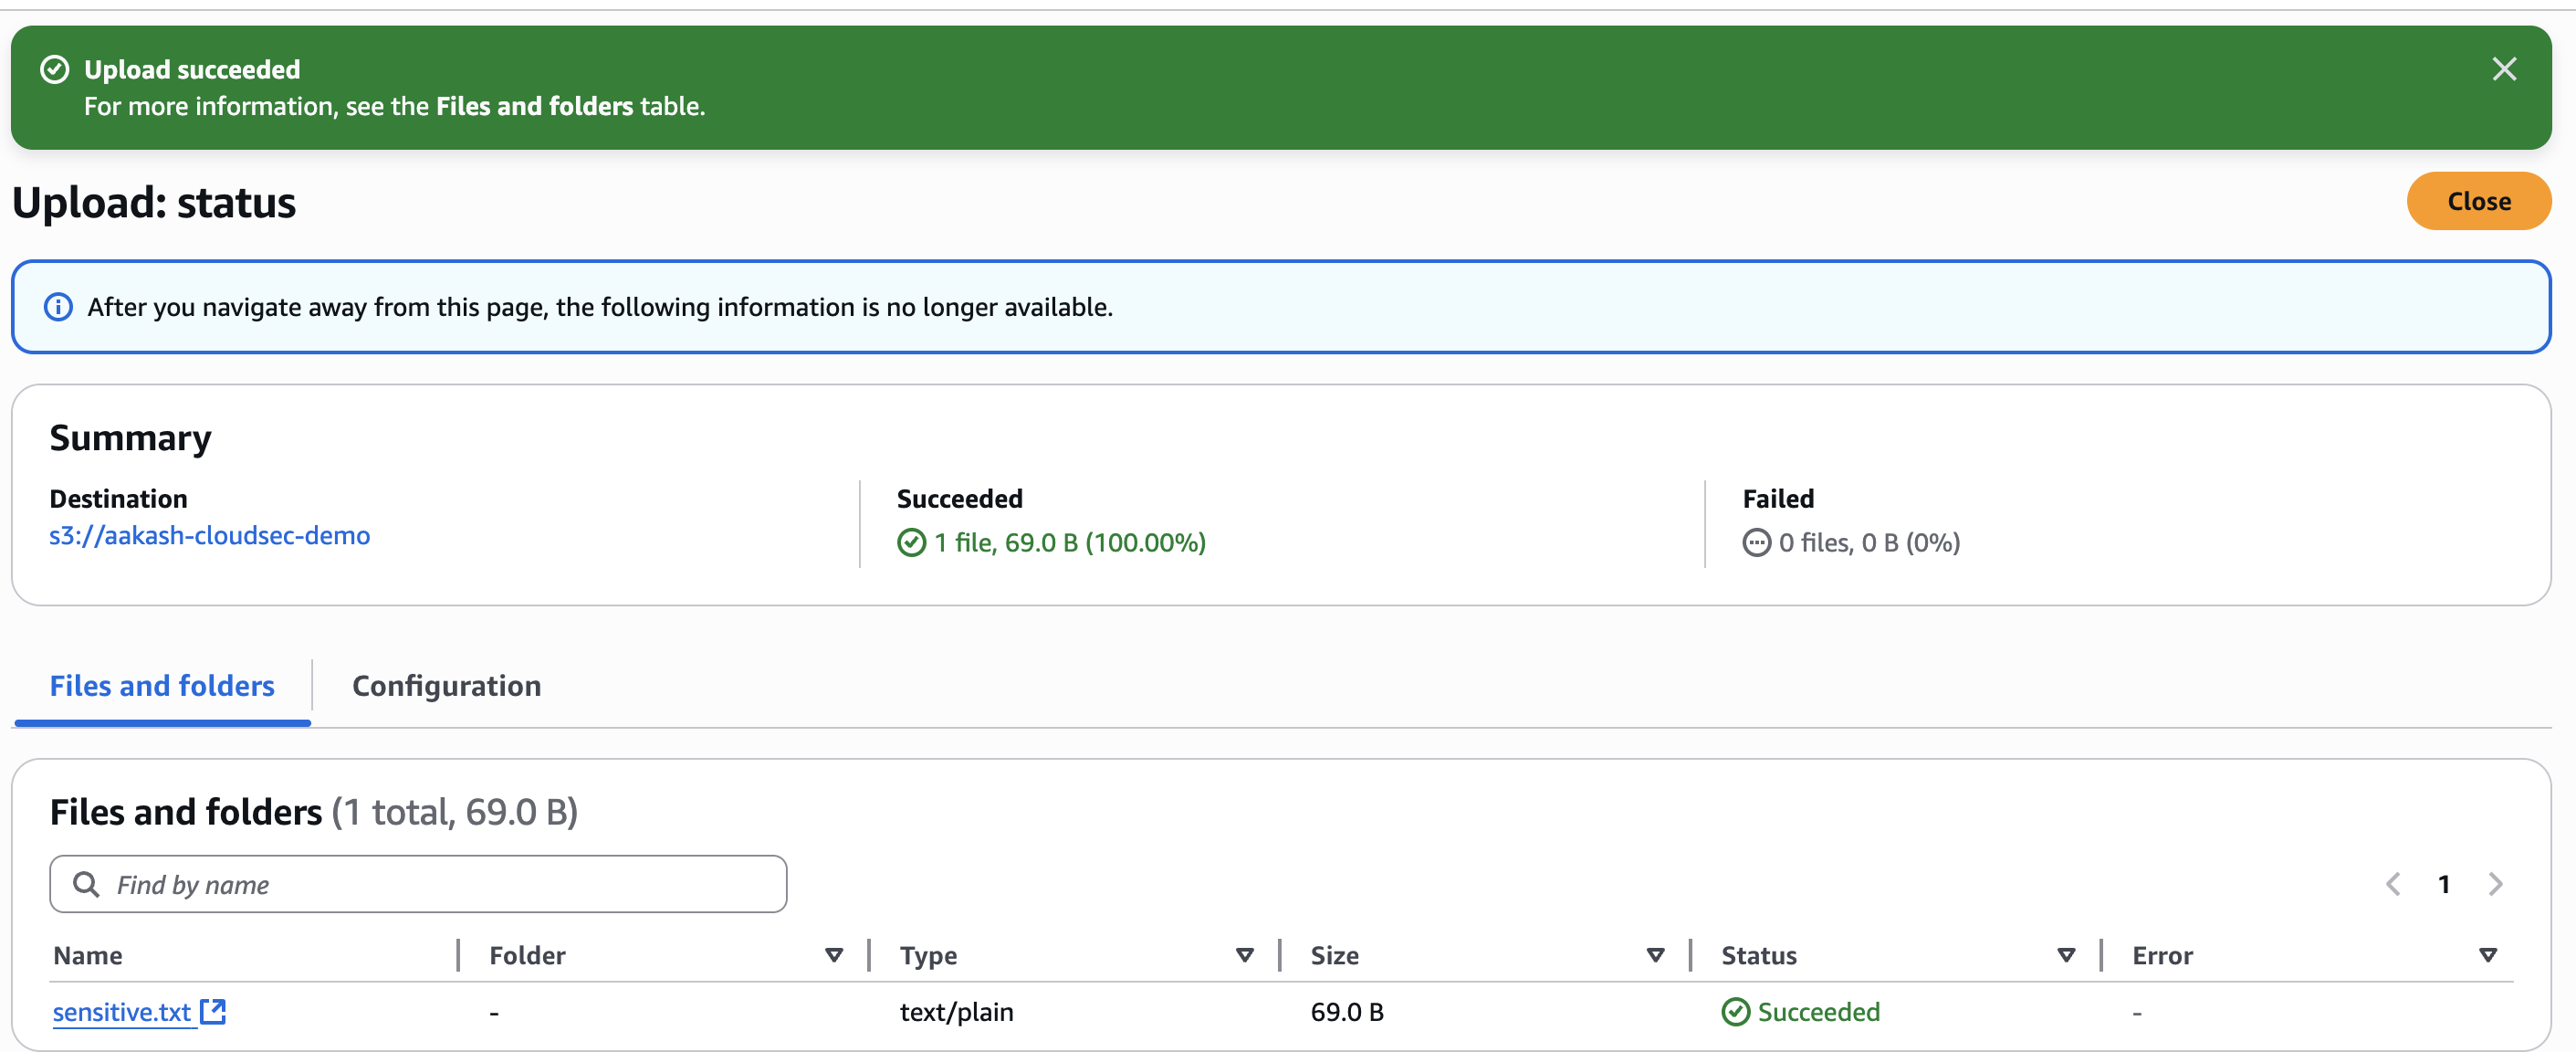 Upload succeeded
For more information, see the Files and folders table.
Upload: status
Close
After you navigate away from this page, the following information is no longer available.
Summary
Destination
s3://aakash-cloudsec-demo
Succeeded
1 file, 69.0 B (100.00%)
Failed
0 files, 0 B (0%)
Files and folders
Configuration
Files and folders (1 total, 69.0 B)
Find by name
1
Name Folder Type Size Status Error
sensitive.txt - text/plain 69.0 B Succeeded -